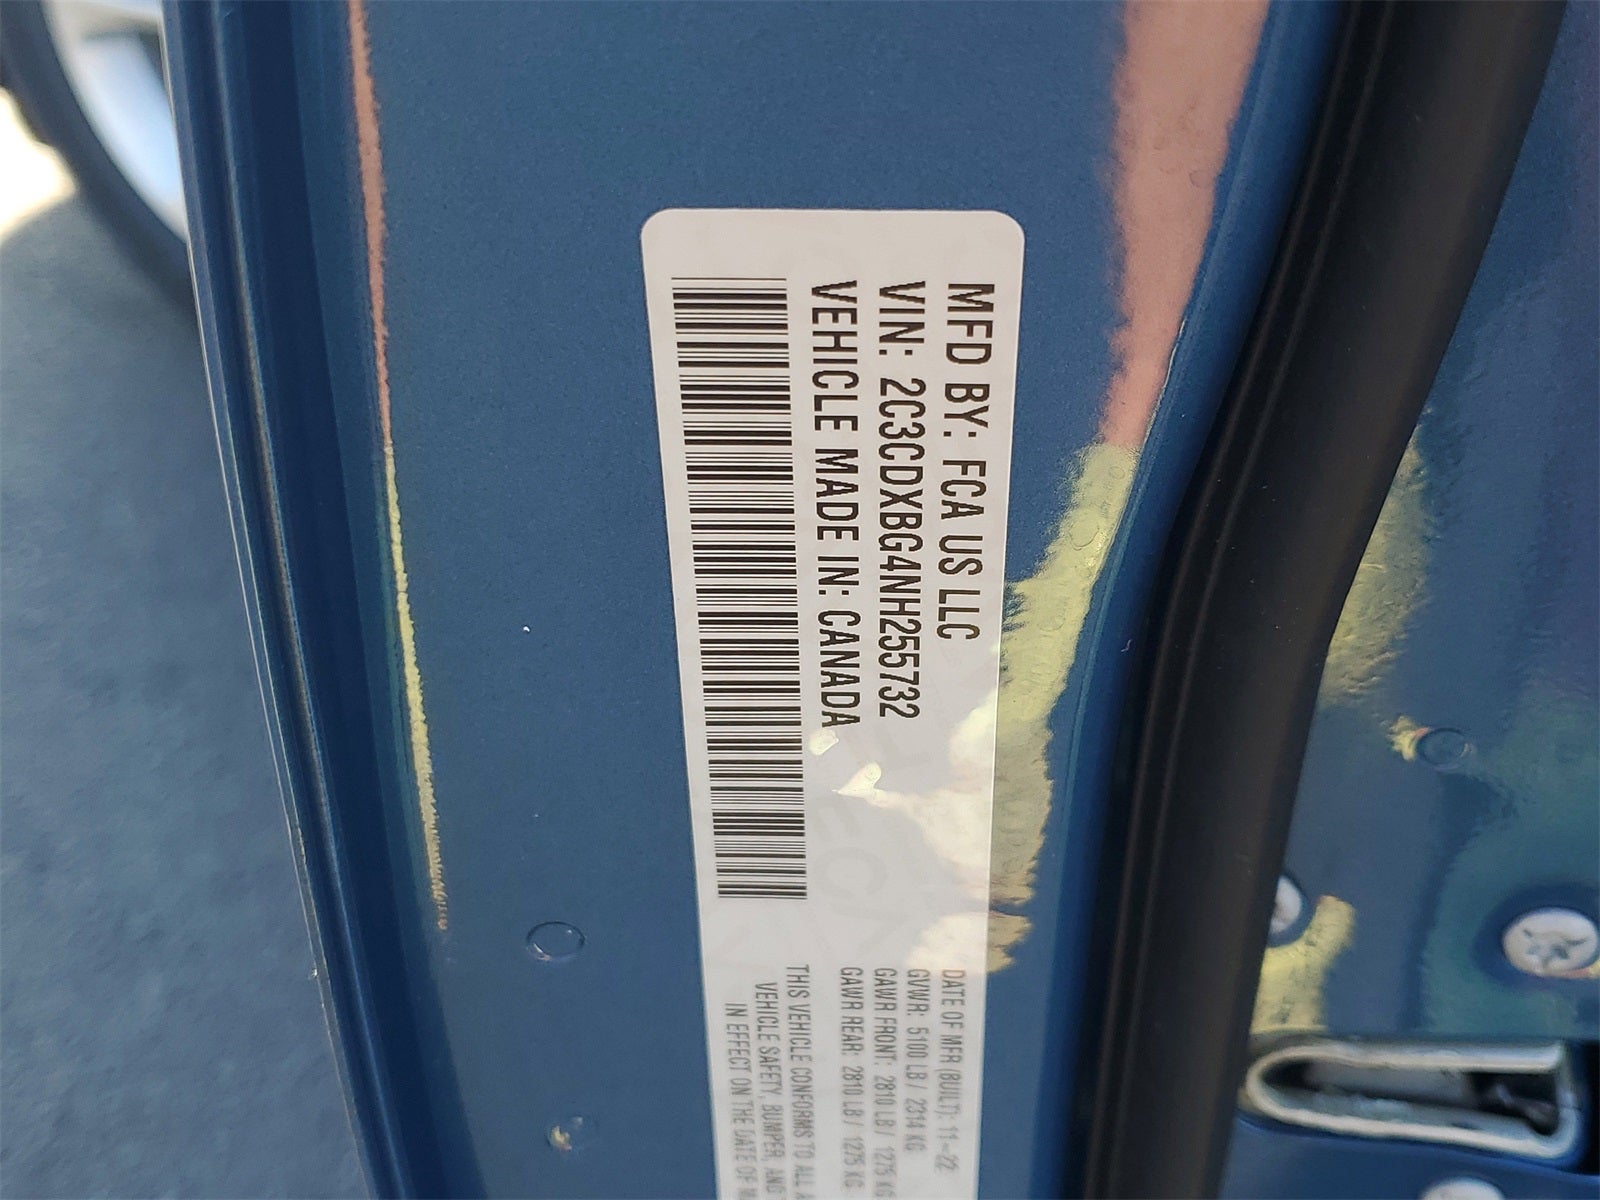 MFD BY: FCA US LLC
VIN: 2C3CDXBG4NH255732
VEHICLE MADE IN: CANADA
DATE OF MFR (BUILT): 11-22
GVWR: 5100 LB / 2314 KG
GAWR FRONT: 2810 LB / 1275 KG
GAWR REAR: 2810 LB / 1275 KG
THIS VEHICLE CONFORMS TO ALL
VEHICLE SAFETY, BUMPER, AND
IN EFFECT ON THE DATE OF